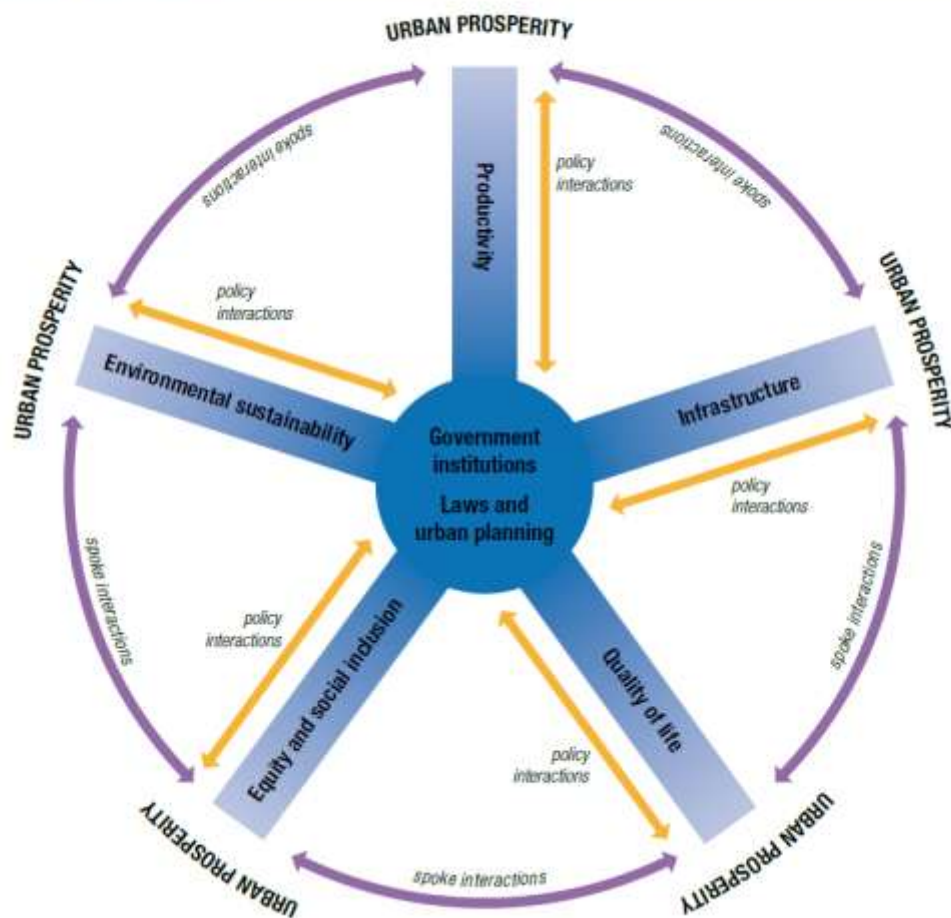 URBAN PROSPERITY
spoke interactions
spoke interactions
Productivity
policy
interactions
URBAN PROSPERITY
URBAN PROSPERITY
policy
interactions
Environmental sustainability
Infrastructure
Government
institutions
Laws and
urban planning
policy
interactions
spoke interactions
spoke interactions
policy
interactions
Equity and social inclusion
Quality of life
policy
interactions
URBAN PROSPERITY
URBAN PROSPERITY
spoke interactions